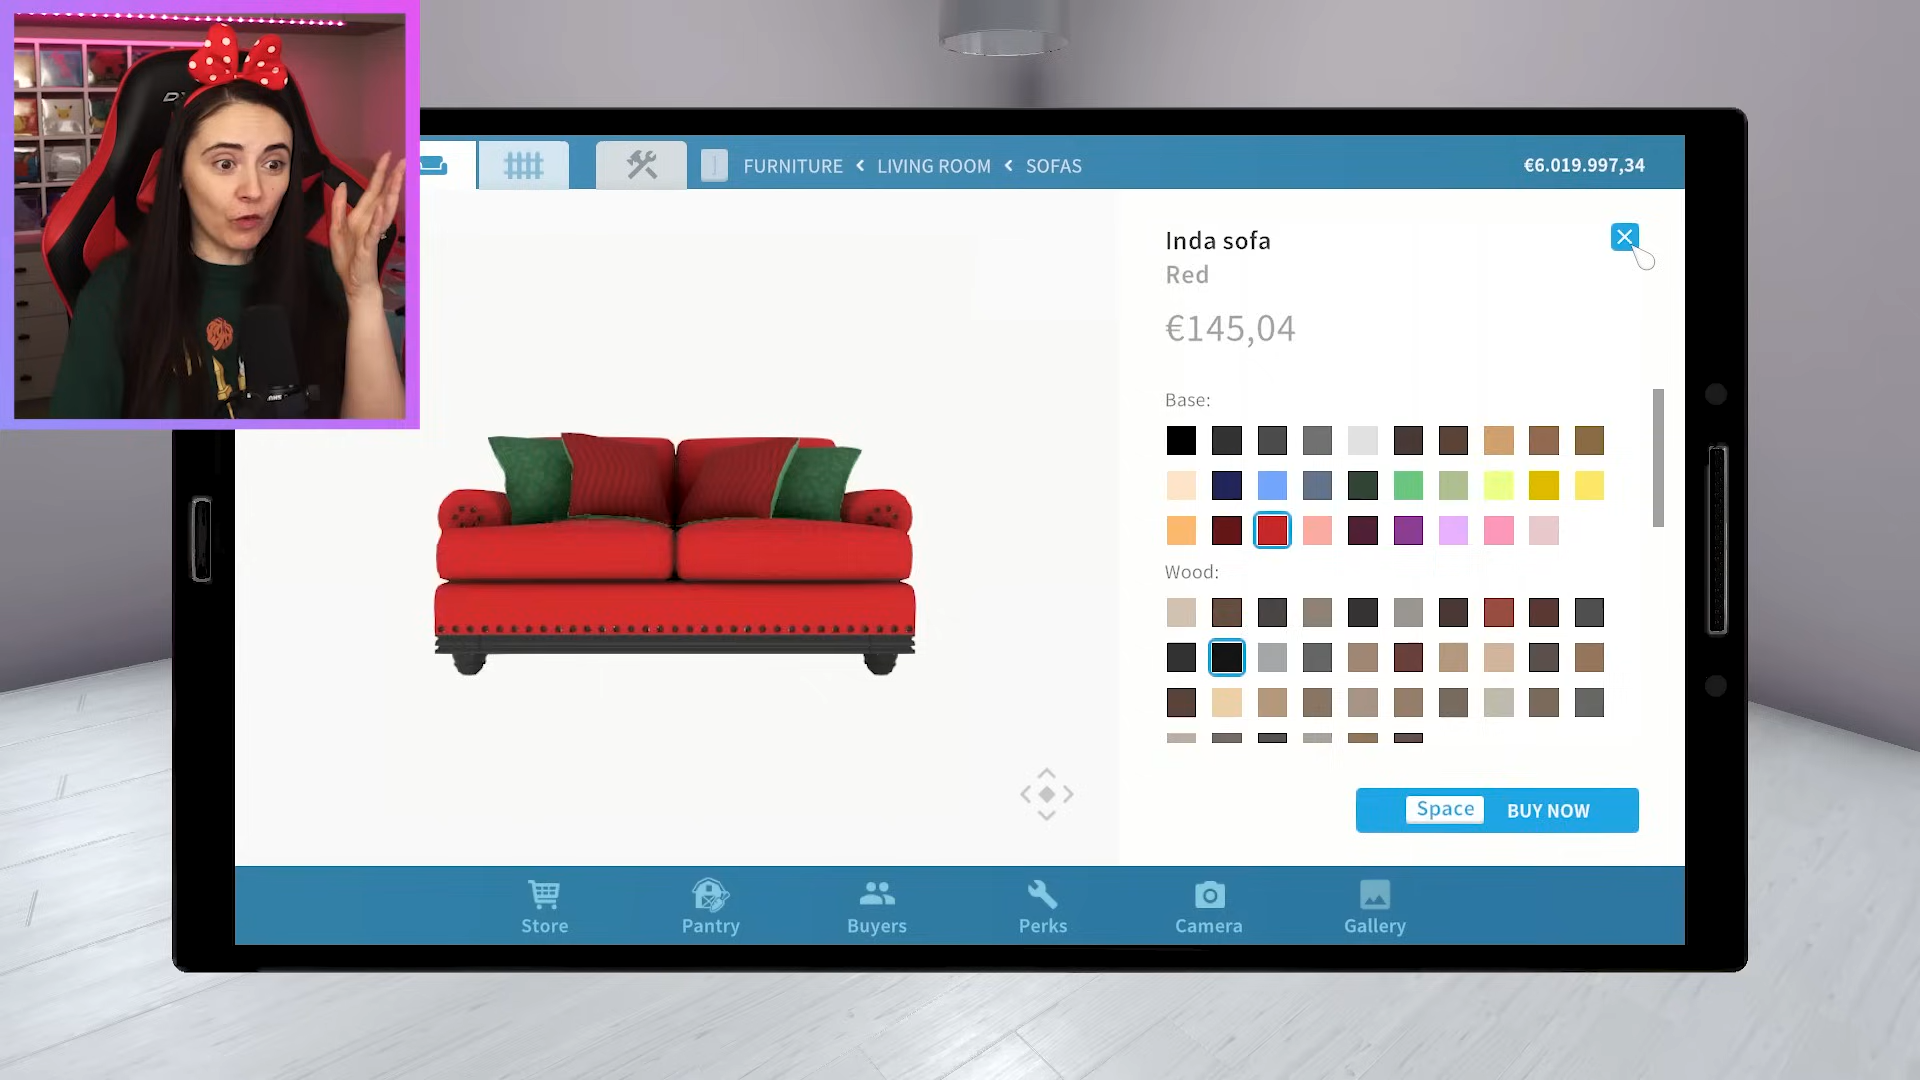 FURNITURE < LIVING ROOM < SOFAS
€6.019.997,34
Inda sofa
Red
€145,04
Base:
Wood:
Space BUY NOW
Store
Pantry
Buyers
Perks
Camera
Gallery